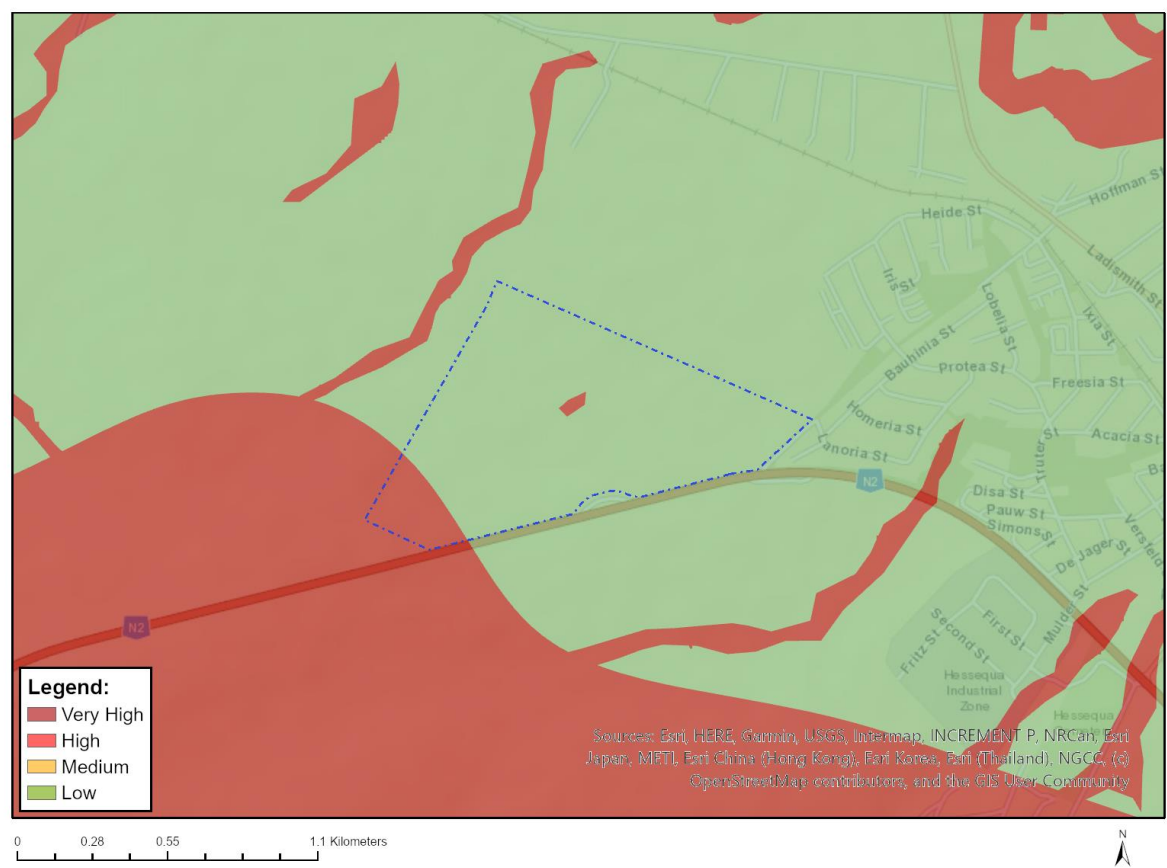 Hoffman St
Heide St
Ladismith St
Iris St
Lobelia St
Ixia St
Bauhinia St
Protea St
Freesia St
Homeria St
Acacia St
Lanoria St
Truter St
Ba
N2
Disa St
Pauw St
Simons St
Versfeld
De Jager St
Mulder St
First St
Second St
Fritz St
N2
Hessequa
Industrial
Zone
Hessequa
Legend:
Very High
High
Medium
Low
Sources: Esri, HERE, Garmin, USGS, Intermap, INCREMENT P, NRCan, Esri
Japan, METI, Esri China (Hong Kong), Esri Korea, Esri (Thailand), NGCC, (c)
OpenStreetMap contributors, and the GIS User Community
0 0.28 0.55 1.1 Kilometers
N